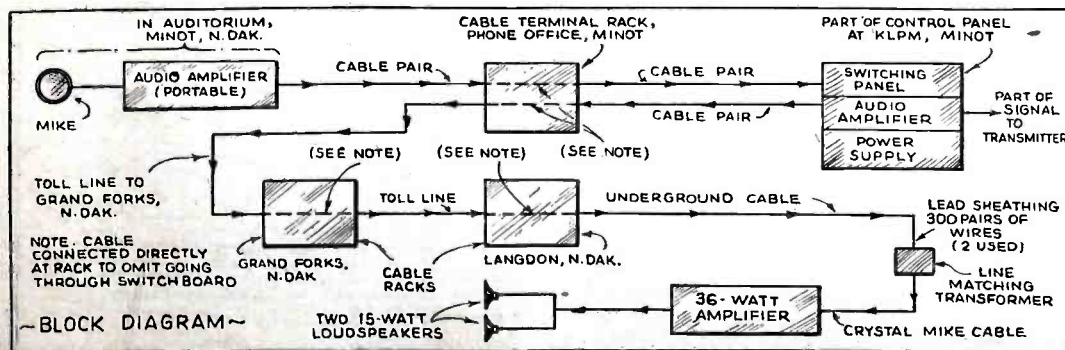 IN AUDITORIUM,
MINOT, N. DAK.
CABLE TERMINAL RACK,
PHONE OFFICE, MINOT
PART OF CONTROL PANEL
AT KLPM, MINOT
MIKE
AUDIO AMPLIFIER
(PORTABLE)
CABLE PAIR
CABLE PAIR
CABLE PAIR
SWITCHING
PANEL
AUDIO
AMPLIFIER
POWER
SUPPLY
PART OF
SIGNAL
TO
TRANSMITTER
(SEE NOTE)
(SEE NOTE)
(SEE NOTE)
TOLL LINE TO
GRAND FORKS,
N. DAK.
TOLL LINE
UNDERGROUND CABLE
LEAD SHEATHING
300 PAIRS OF
WIRES
(2 USED)
NOTE. CABLE
CONNECTED DIRECTLY
AT RACK TO OMIT GOING
THROUGH SWITCHBOARD
GRAND FORKS,
N.DAK.
CABLE
RACKS
LANGDON, N. DAK.
LINE
MATCHING
TRANSFORMER
TWO 15-WATT
LOUDSPEAKERS
36-WATT
AMPLIFIER
CRYSTAL MIKE CABLE
~BLOCK DIAGRAM~